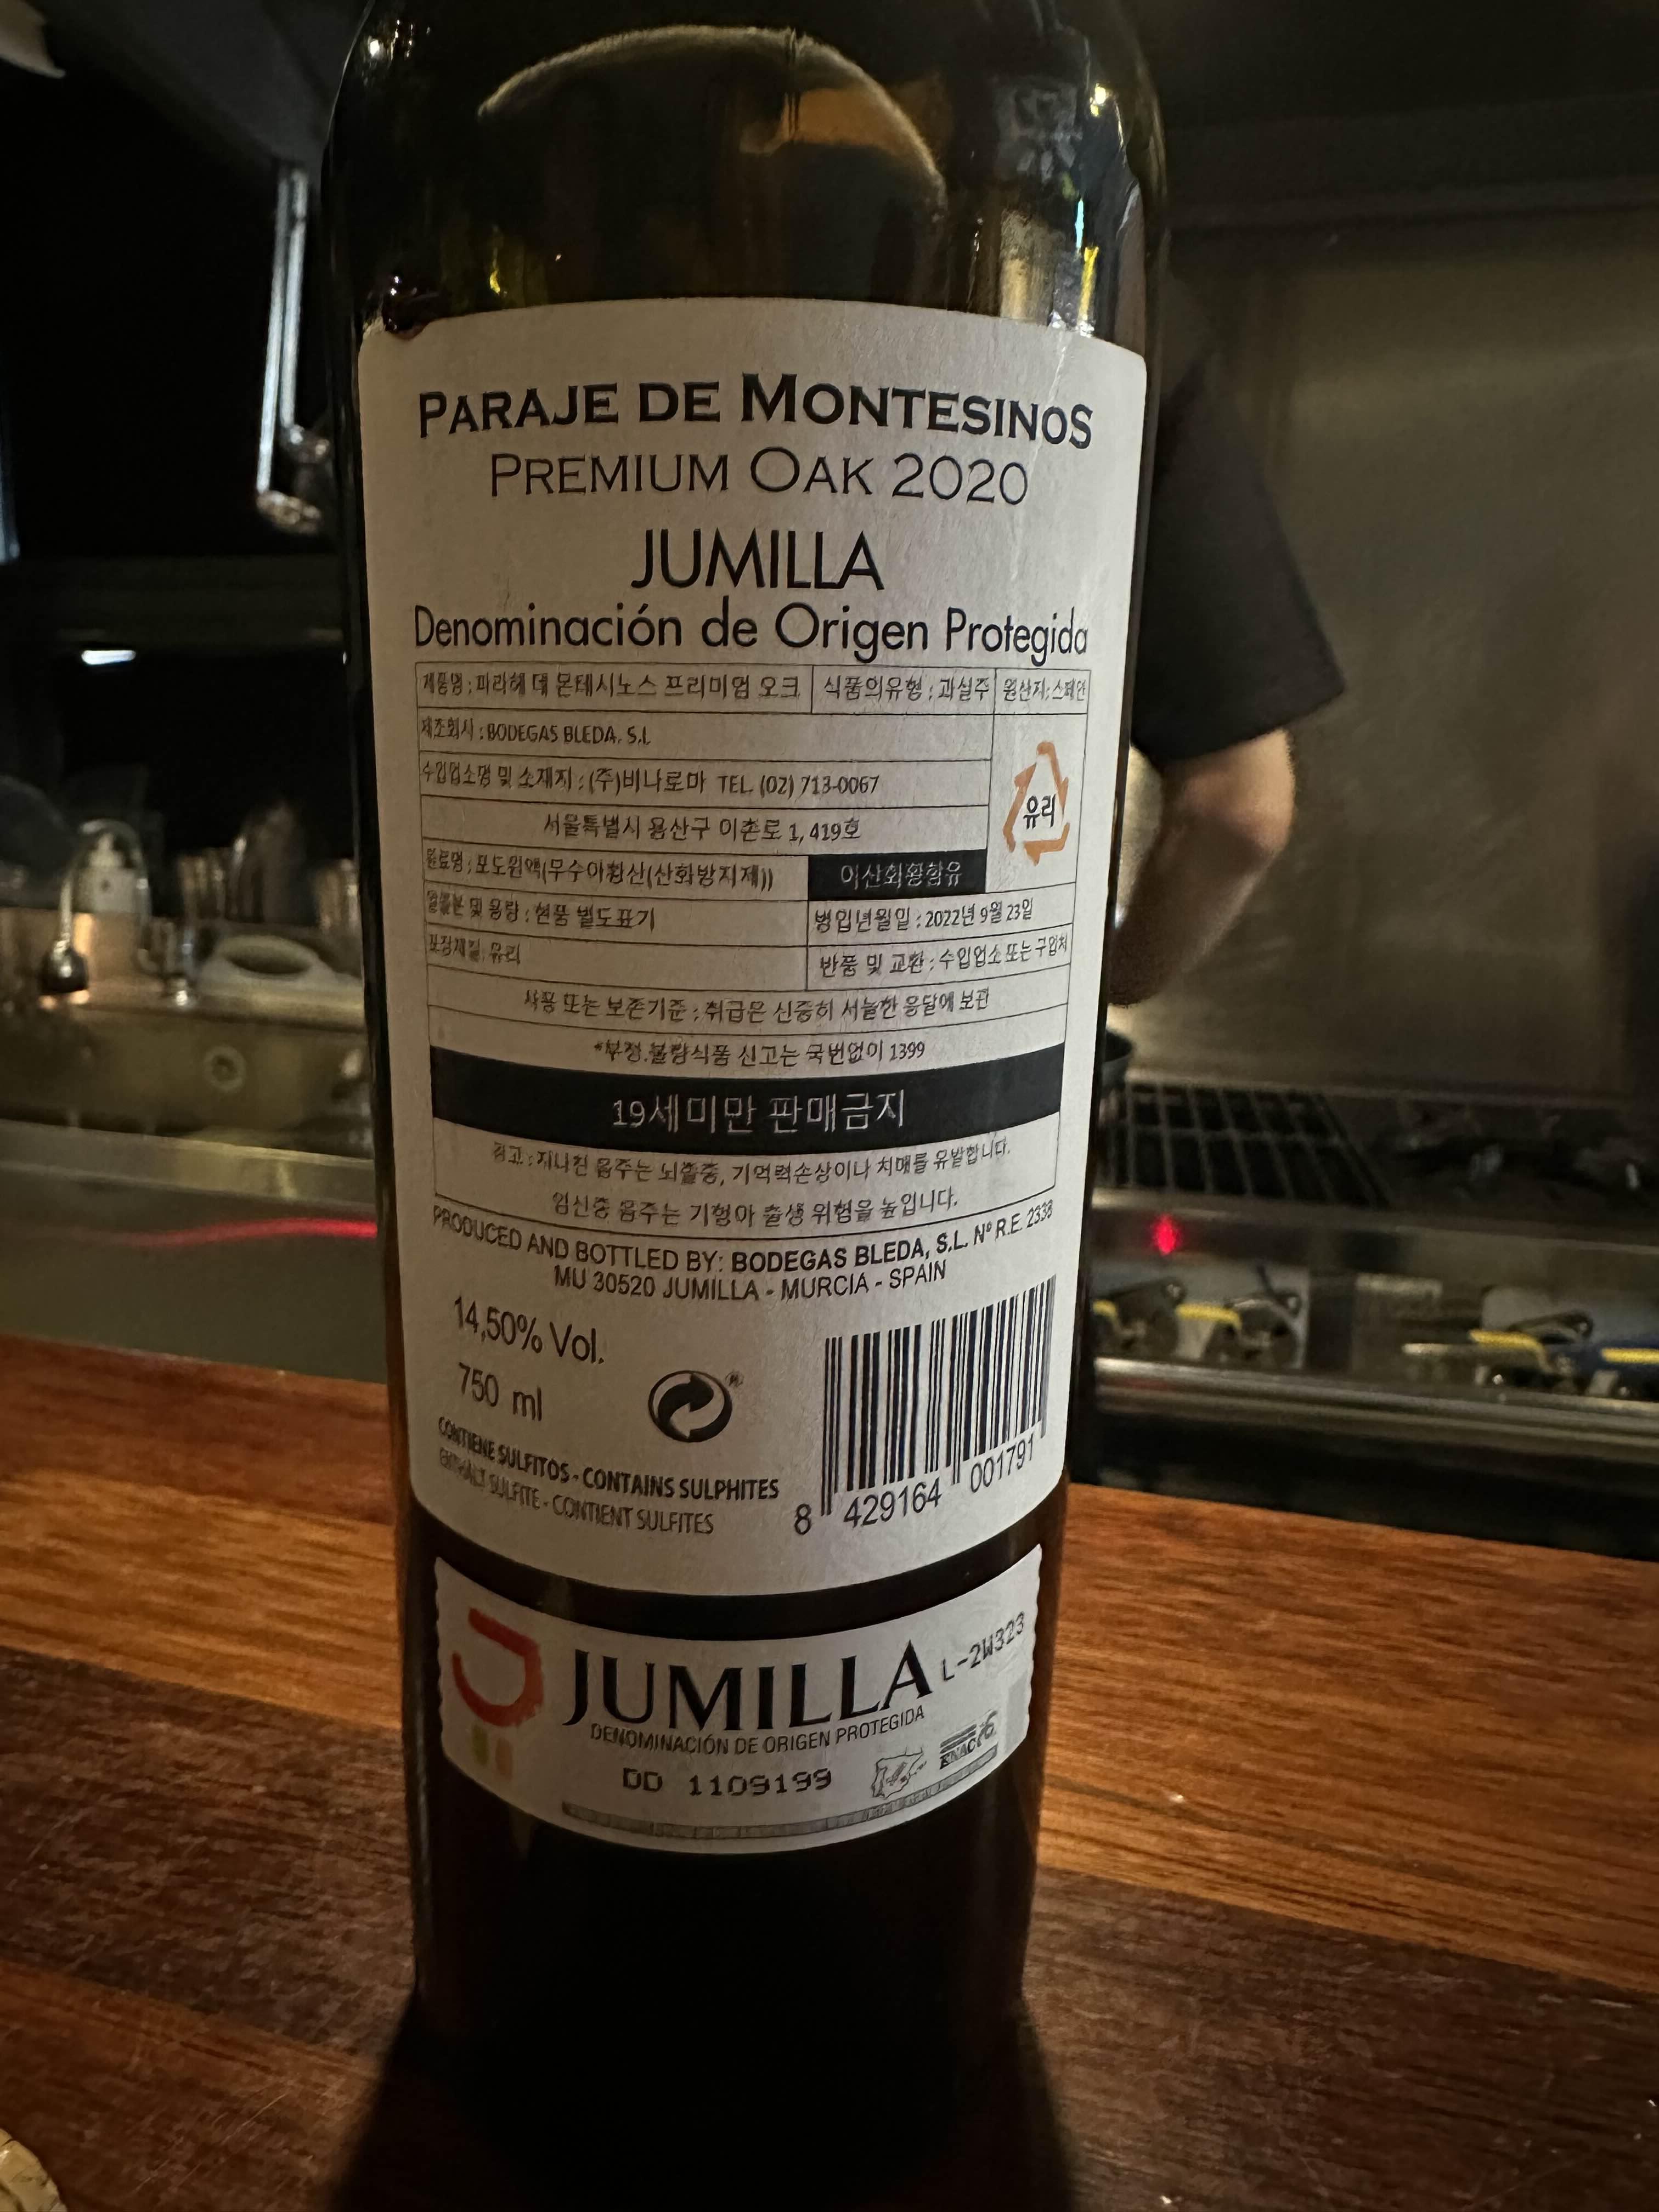 PARAJE DE MONTESINOS
PREMIUM OAK 2020
JUMILLA
Denominación de Origen Protegida
제품명 : 파라헤 데 몬테시노스 프리미엄 오크 식품의유형 : 과실주 원산지: 스페인
제조회사 : BODEGAS BLEDA, S.L
수입업소명 및 소재지 : (주)비나로마 TEL. (02) 713-0067
서울특별시 용산구 이촌로 1, 419호
유리
원료명 : 포도원액(무수아황산(산화방지제)) 이산화황함유
알콜분 및 용량 : 현품 별도표기 병입년월일 : 2022년 9월 23일
포장재질: 유리 반품 및 교환 : 수입업소 또는 구입처
사용 또는 보존기준 : 취급은 신중히 서늘한 응달에 보관
*부정.불량식품 신고는 국번없이 1399
19세미만 판매금지
경고 : 지나친 음주는 뇌졸중, 기억력손상이나 치매를 유발합니다.
임신중 음주는 기형아 출생 위험을 높입니다.
PRODUCED AND BOTTLED BY: BODEGAS BLEDA, S.L. Nº R.E. 2338
MU 30520 JUMILLA - MURCIA - SPAIN
14,50% Vol.
750 ml
CONTIENE SULFITOS - CONTAINS SULPHITES
ENTHÄLT SULFITE - CONTIENT SULFITES
8 429164 001791
JUMILLA L-2W323
DENOMINACIÓN DE ORIGEN PROTEGIDA
DD 1109199
ENAC